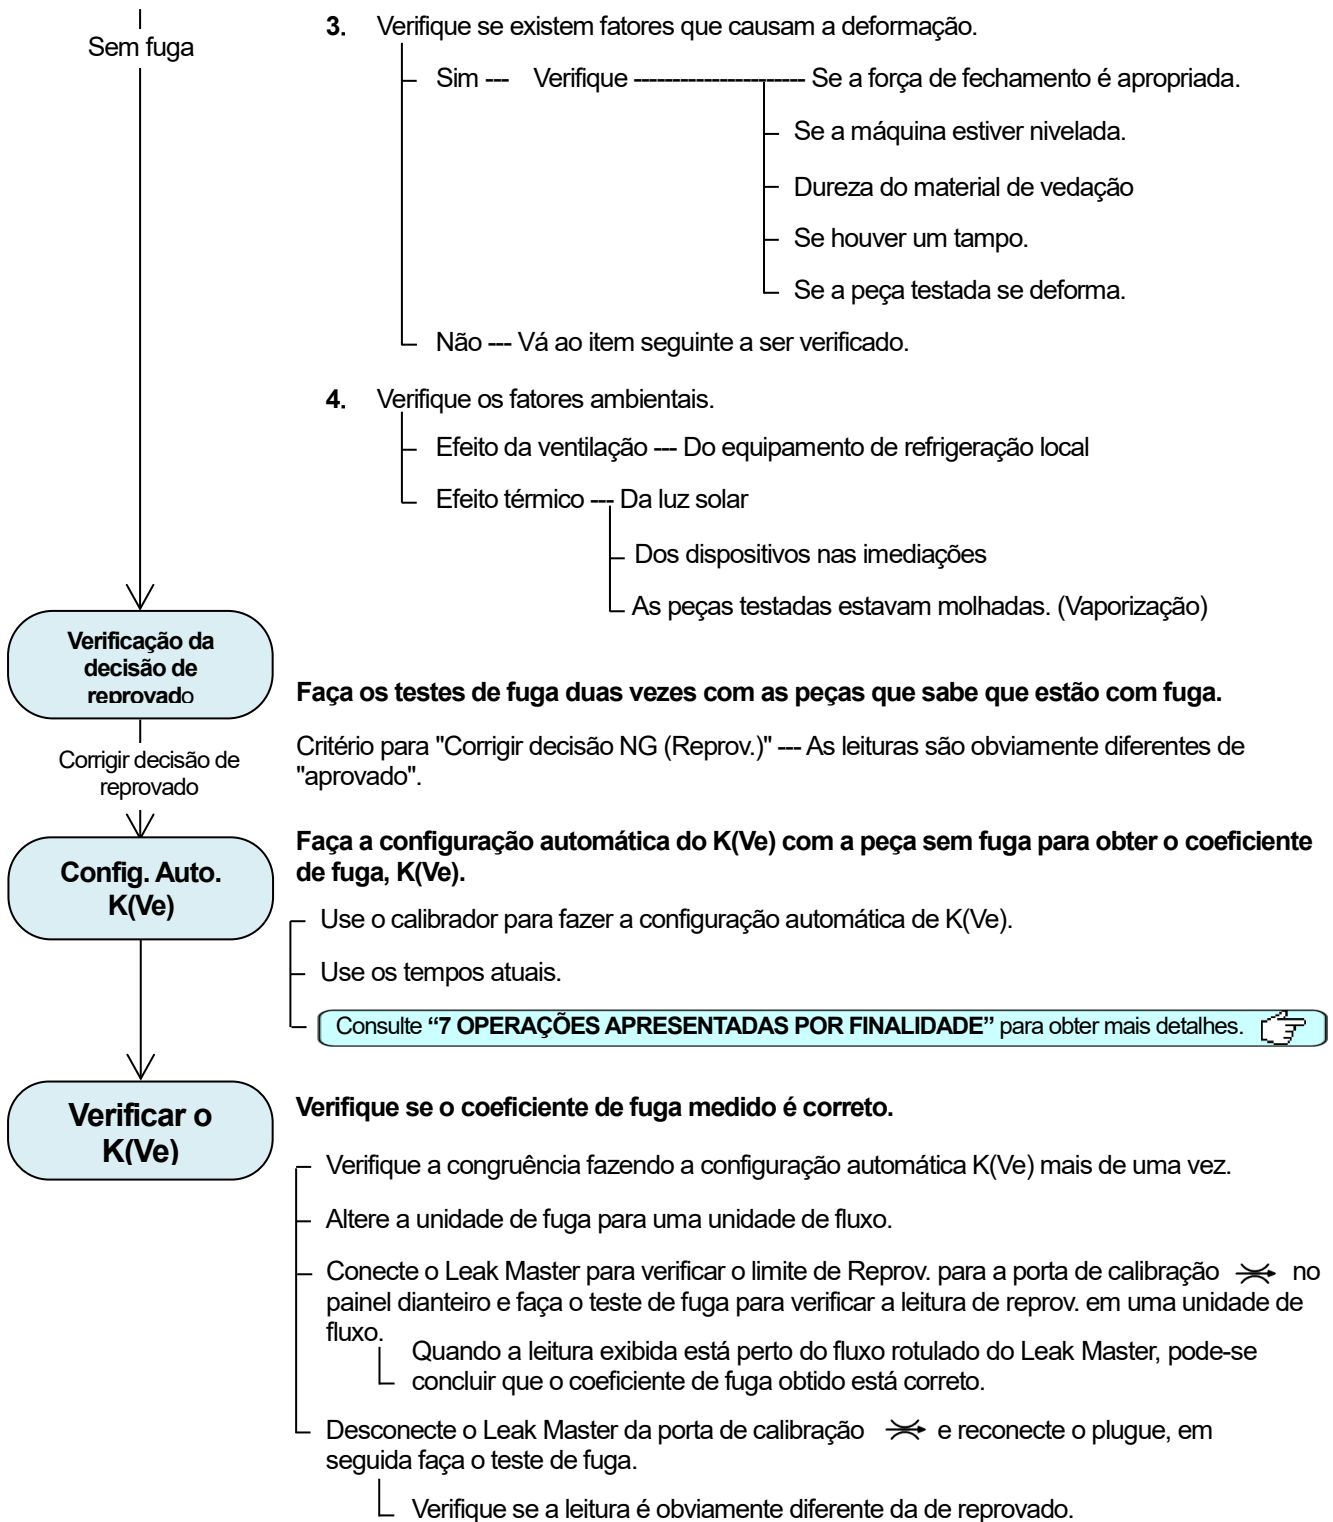 Sem fuga
3. Verifique se existem fatores que causam a deformação.
Sim --- Verifique ---------------------- Se a força de fechamento é apropriada.
Se a máquina estiver nivelada.
Dureza do material de vedação
Se houver um tampo.
Se a peça testada se deforma.
Não --- Vá ao item seguinte a ser verificado.
4. Verifique os fatores ambientais.
Efeito da ventilação --- Do equipamento de refrigeração local
Efeito térmico --- Da luz solar
Dos dispositivos nas imediações
As peças testadas estavam molhadas. (Vaporização)
Verificação da
decisão de
reprovado
Faça os testes de fuga duas vezes com as peças que sabe que estão com fuga.
Corrigir decisão de
reprovado
Critério para "Corrigir decisão NG (Reprov.)" --- As leituras são obviamente diferentes de
"aprovado".
Config. Auto.
K(Ve)
Faça a configuração automática do K(Ve) com a peça sem fuga para obter o coeficiente
de fuga, K(Ve).
Use o calibrador para fazer a configuração automática de K(Ve).
Use os tempos atuais.
Consulte “7 OPERAÇÕES APRESENTADAS POR FINALIDADE” para obter mais detalhes.
Verificar o
K(Ve)
Verifique se o coeficiente de fuga medido é correto.
Verifique a congruência fazendo a configuração automática K(Ve) mais de uma vez.
Altere a unidade de fuga para uma unidade de fluxo.
Conecte o Leak Master para verificar o limite de Reprov. para a porta de calibração no
painel dianteiro e faça o teste de fuga para verificar a leitura de reprov. em uma unidade de
fluxo.
Quando a leitura exibida está perto do fluxo rotulado do Leak Master, pode-se
concluir que o coeficiente de fuga obtido está correto.
Desconecte o Leak Master da porta de calibração e reconecte o plugue, em
seguida faça o teste de fuga.
Verifique se a leitura é obviamente diferente da de reprovado.